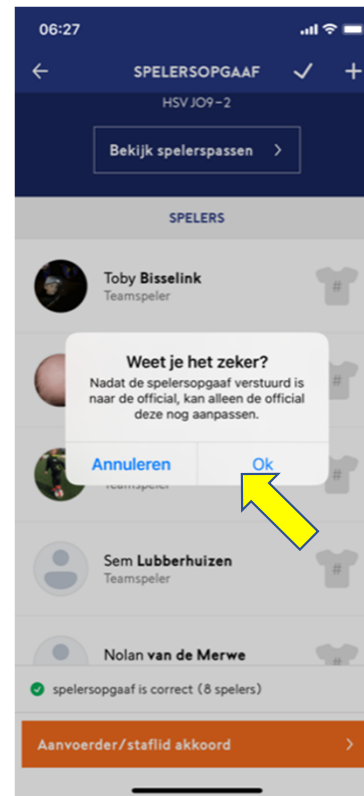 06:27
SPELERSOPGAAF
HSV JO9-2
Bekijk spelerspassen
SPELERS
Toby Bisselink
Teamspeler
#
Weet je het zeker?
Nadat de spelersopgaaf verstuurd is
naar de official, kan alleen de official
deze nog aanpassen.
Annuleren Ok
Teamspeler
#
Sem Lubberhuizen
Teamspeler
#
Nolan van de Merwe
spelersopgaaf is correct (8 spelers)
Aanvoerder/staflid akkoord